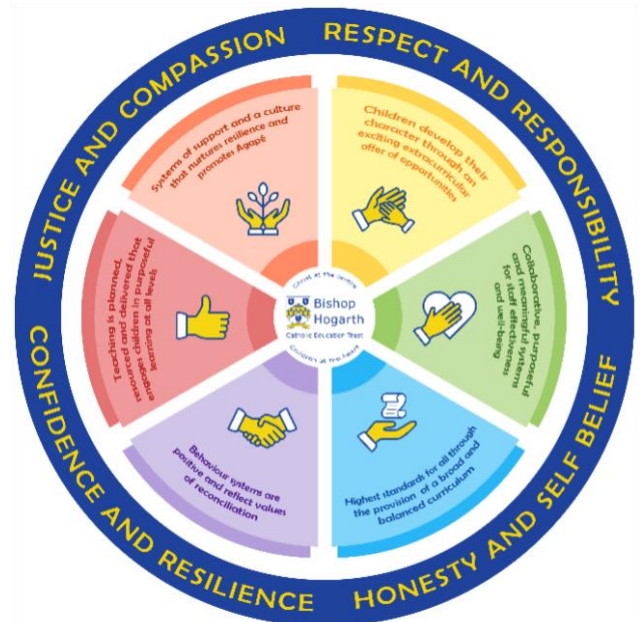 JUSTICE AND COMPASSION
RESPECT AND RESPONSIBILITY
HONESTY AND SELF BELIEF
CONFIDENCE AND RESILIENCE
Systems of support and a culture
that nurtures resilience and
promotes Agapé
Children develop their
character through an
exciting extracurricular
offer of opportunities
Collaborative, purposeful
and meaningful systems
for staff effectiveness
and well-being
Highest standards for all through
the provision of a broad and
balanced curriculum
Behaviour systems are
positive and reflect values
of reconciliation
Teaching is planned,
resourced and delivered that
engages children in purposeful
learning at all levels
Christ at the centre
Bishop
Hogarth
Catholic Education Trust
Children at the heart